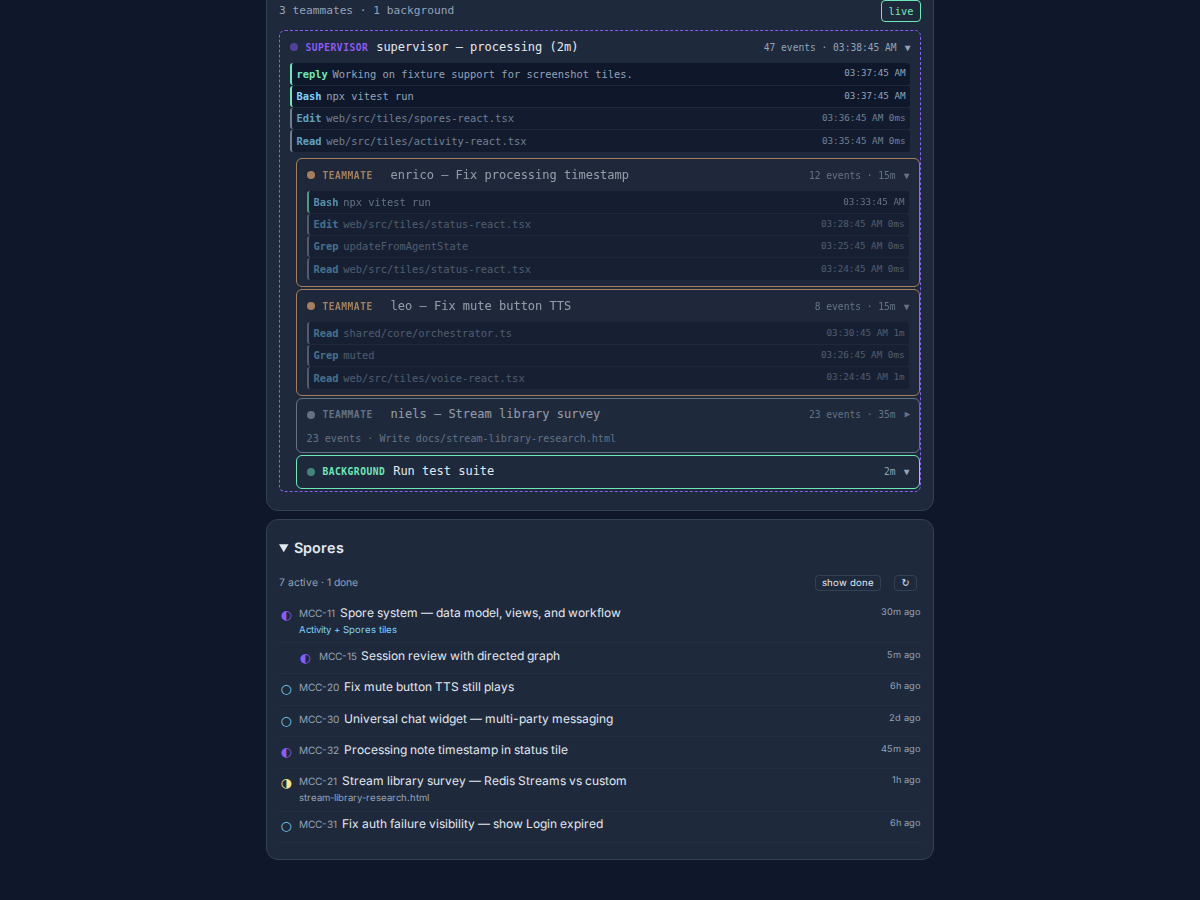 3 teammates · 1 background live
SUPERVISOR supervisor — processing (2m) 47 events · 03:38:45 AM ▼
reply Working on fixture support for screenshot tiles. 03:37:45 AM
Bash npx vitest run 03:37:45 AM
Edit web/src/tiles/spores-react.tsx 03:36:45 AM 0ms
Read web/src/tiles/activity-react.tsx 03:35:45 AM 0ms
TEAMMATE enrico — Fix processing timestamp 12 events · 15m ▼
Bash npx vitest run 03:33:45 AM
Edit web/src/tiles/status-react.tsx 03:28:45 AM 0ms
Grep updateFromAgentState 03:25:45 AM 0ms
Read web/src/tiles/status-react.tsx 03:24:45 AM 0ms
TEAMMATE leo — Fix mute button TTS 8 events · 15m ▼
Read shared/core/orchestrator.ts 03:30:45 AM 1m
Grep muted 03:26:45 AM 0ms
Read web/src/tiles/voice-react.tsx 03:24:45 AM 1m
TEAMMATE niels — Stream library survey 23 events · 35m ▶
23 events · Write docs/stream-library-research.html
BACKGROUND Run test suite 2m ▼
▼ Spores
7 active · 1 done show done ↻
◐ MCC-11 Spore system — data model, views, and workflow 30m ago
Activity + Spores tiles
◐ MCC-15 Session review with directed graph 5m ago
○ MCC-20 Fix mute button TTS still plays 6h ago
○ MCC-30 Universal chat widget — multi-party messaging 2d ago
◐ MCC-32 Processing note timestamp in status tile 45m ago
◑ MCC-21 Stream library survey — Redis Streams vs custom 1h ago
stream-library-research.html
○ MCC-31 Fix auth failure visibility — show Login expired 6h ago